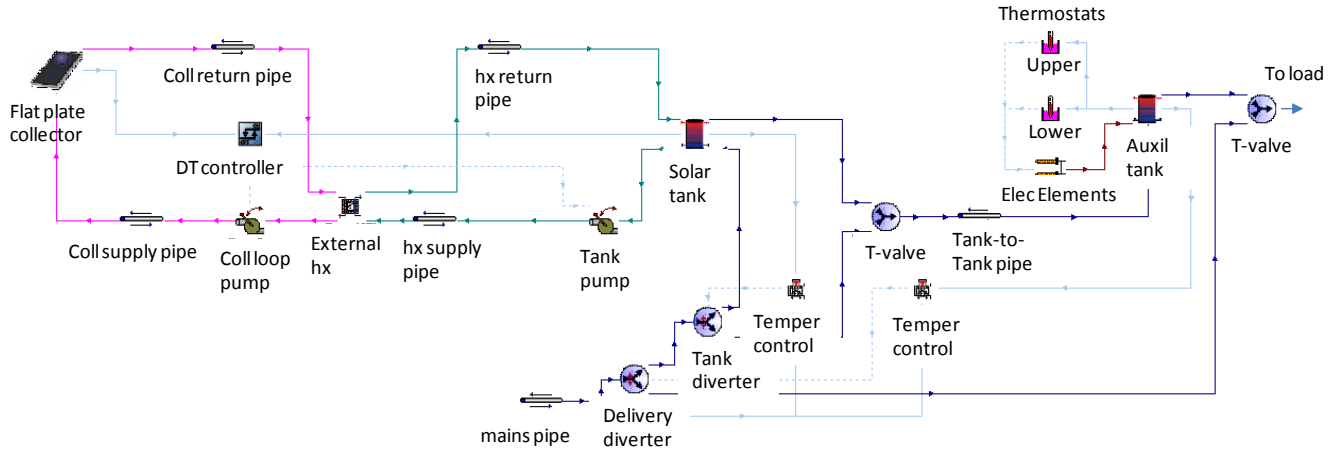 Thermostats
Upper
To load
Coll return pipe
hx return
pipe
Flat plate
collector
Lower
T-valve
DT controller
Solar
tank
Auxil
tank
Elec Elements
Coll supply pipe
Coll loop
pump
External
hx
hx supply
pipe
Tank
pump
T-valve
Tank-to-
Tank pipe
Temper
control
Temper
control
Tank
diverter
mains pipe
Delivery
diverter